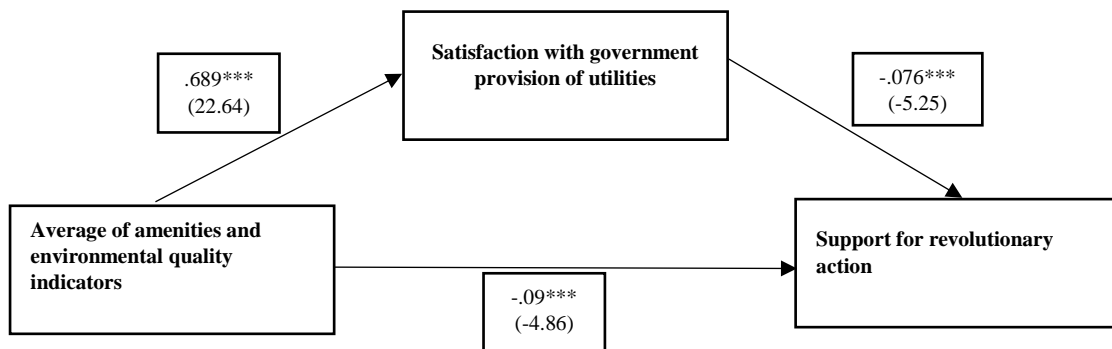 Satisfaction with government
provision of utilities
.689***
(22.64)
-.076***
(-5.25)
Average of amenities and
environmental quality
indicators
Support for revolutionary
action
-.09***
(-4.86)